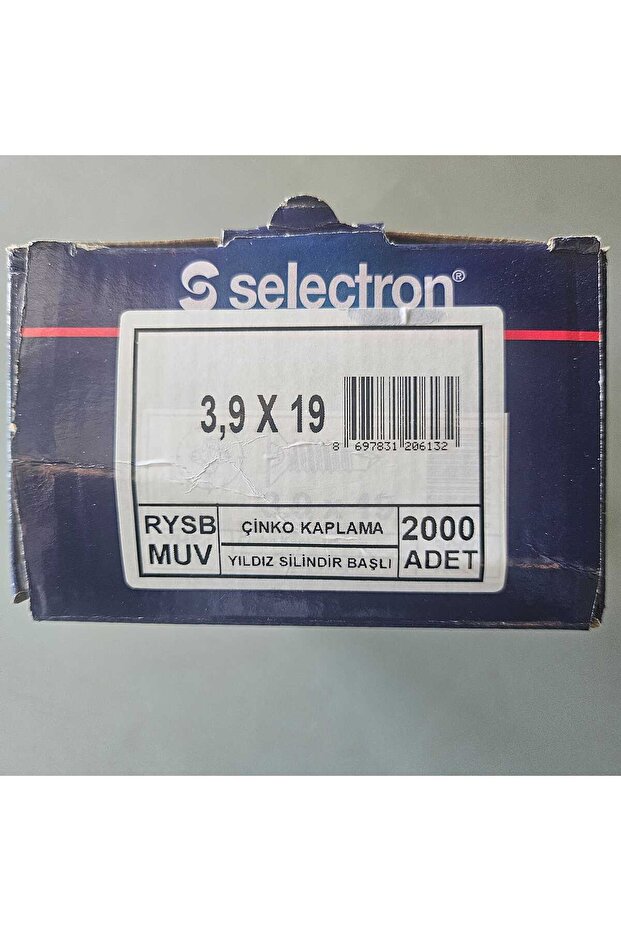 selectron®
3,9 X 19
8 697831 206132
RYSB MUV
ÇİNKO KAPLAMA
YILDIZ SİLİNDİR BAŞLI
2000 ADET